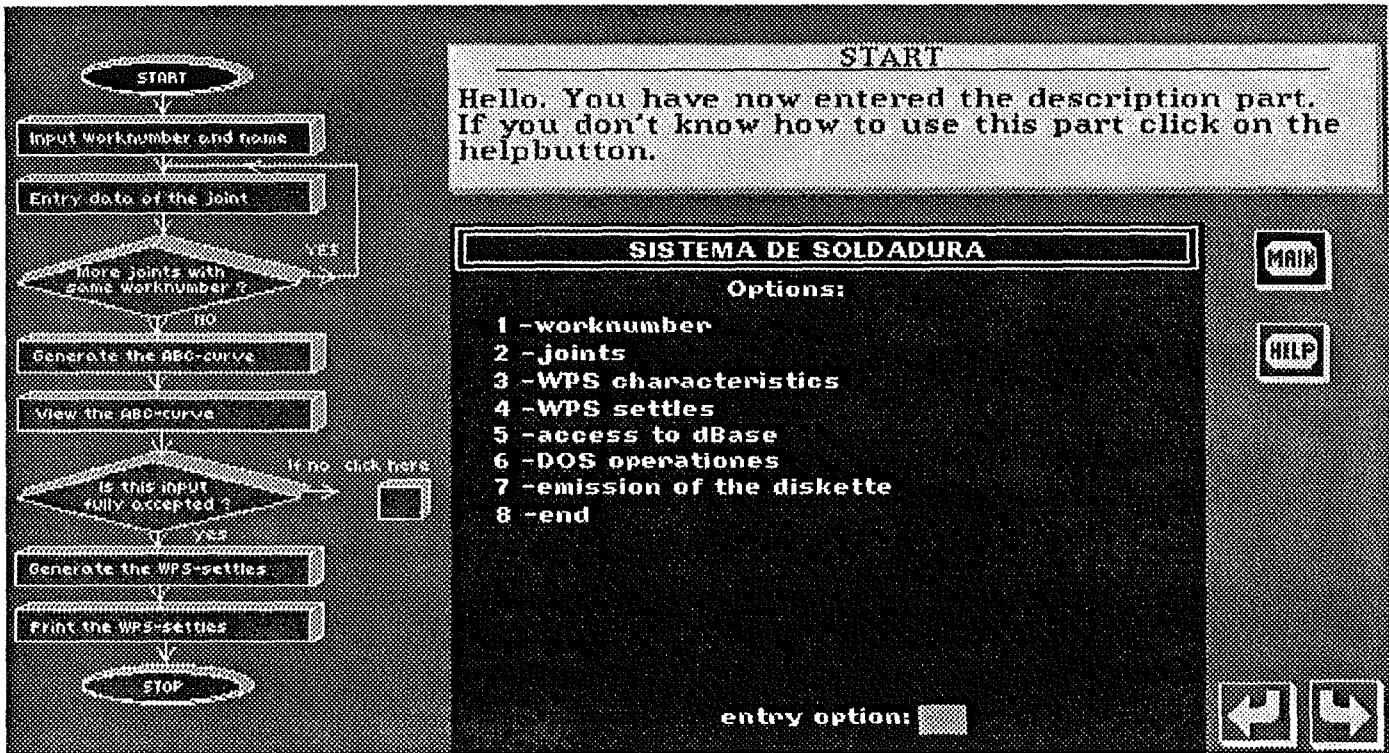 START
Input worknumber and name
Entry data of the joint
YES
More joints with
same worknumber ?
NO
Generate the ABC-curve
View the ABC-curve
If no click here
Is this input
fully accepted ?
yes
Generate the WPS-settles
Print the WPS-settles
STOP
START
Hello. You have now entered the description part.
If you don't know how to use this part click on the
helpbutton.
SISTEMA DE SOLDADURA
Options:
1 -worknumber
2 -joints
3 -WPS characteristics
4 -WPS settles
5 -access to dBase
6 -DOS operationes
7 -emission of the diskette
8 -end
entry option:
MAIN
HELP